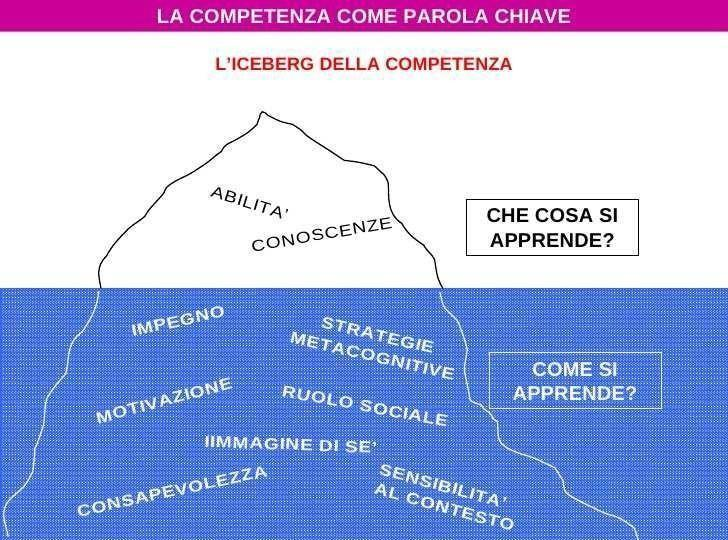 LA COMPETENZA COME PAROLA CHIAVE
L'ICEBERG DELLA COMPETENZA
ABILITA'
CONOSCENZE
CHE COSA SI
APPRENDE?
IMPEGNO
STRATEGIE
METACOGNITIVE
COME SI
APPRENDE?
MOTIVAZIONE
RUOLO SOCIALE
IIMMAGINE DI SE'
CONSAPEVOLEZZA
SENSIBILITA'
AL CONTESTO